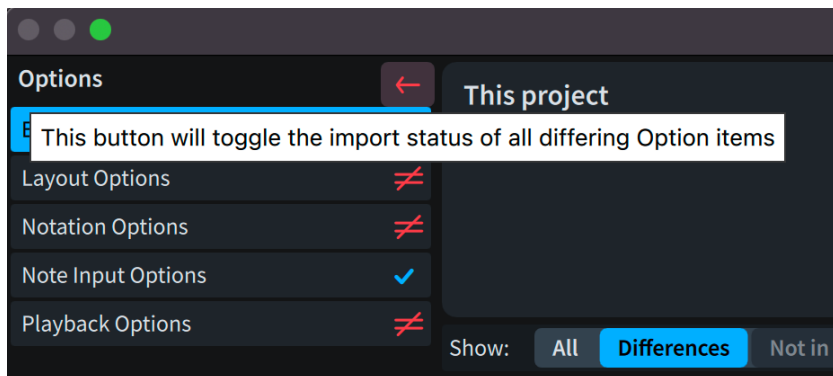 Options
This project
This button will toggle the import status of all differing Option items
Layout Options
Notation Options
Note Input Options
Playback Options
Show: All Differences Not in